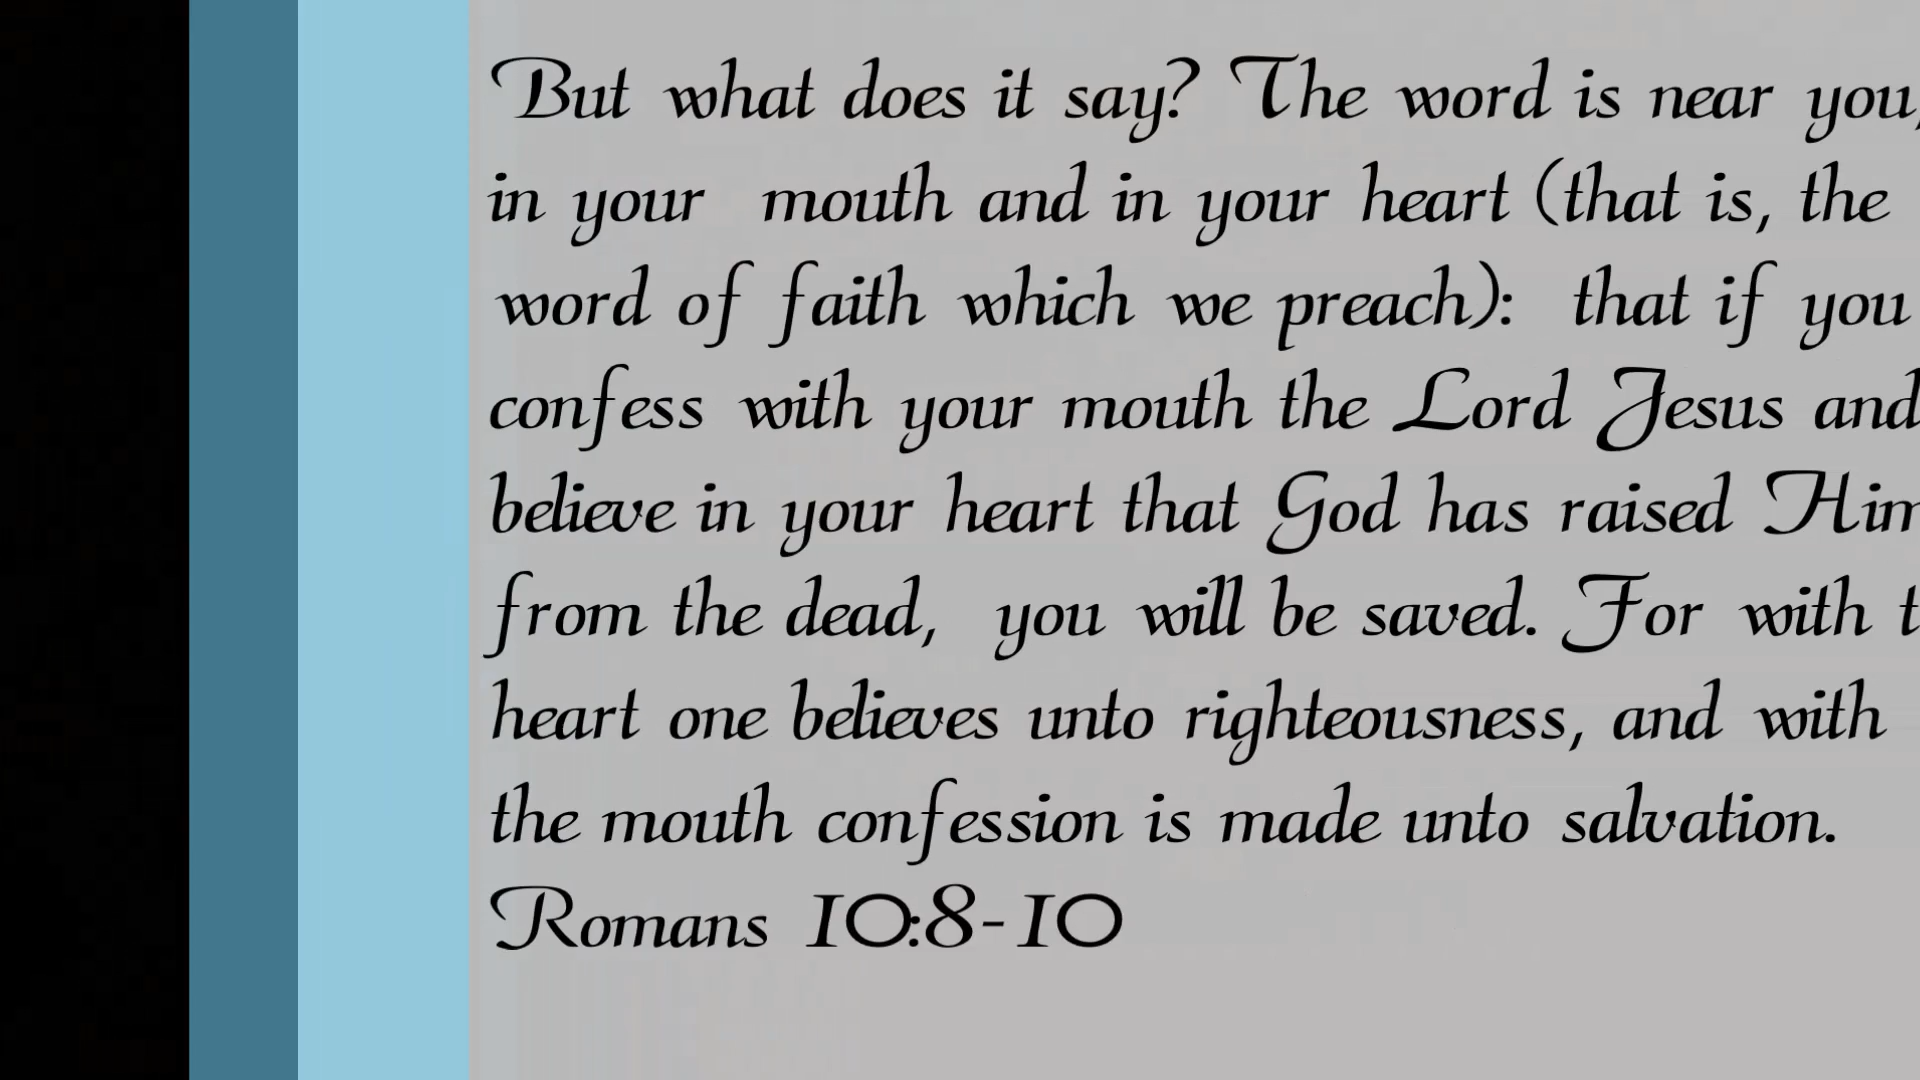 But what does it say? The word is near you,
in your mouth and in your heart (that is, the
word of faith which we preach): that if you
confess with your mouth the Lord Jesus and
believe in your heart that God has raised Him
from the dead, you will be saved. For with t
heart one believes unto righteousness, and with
the mouth confession is made unto salvation.
Romans 10:8-10